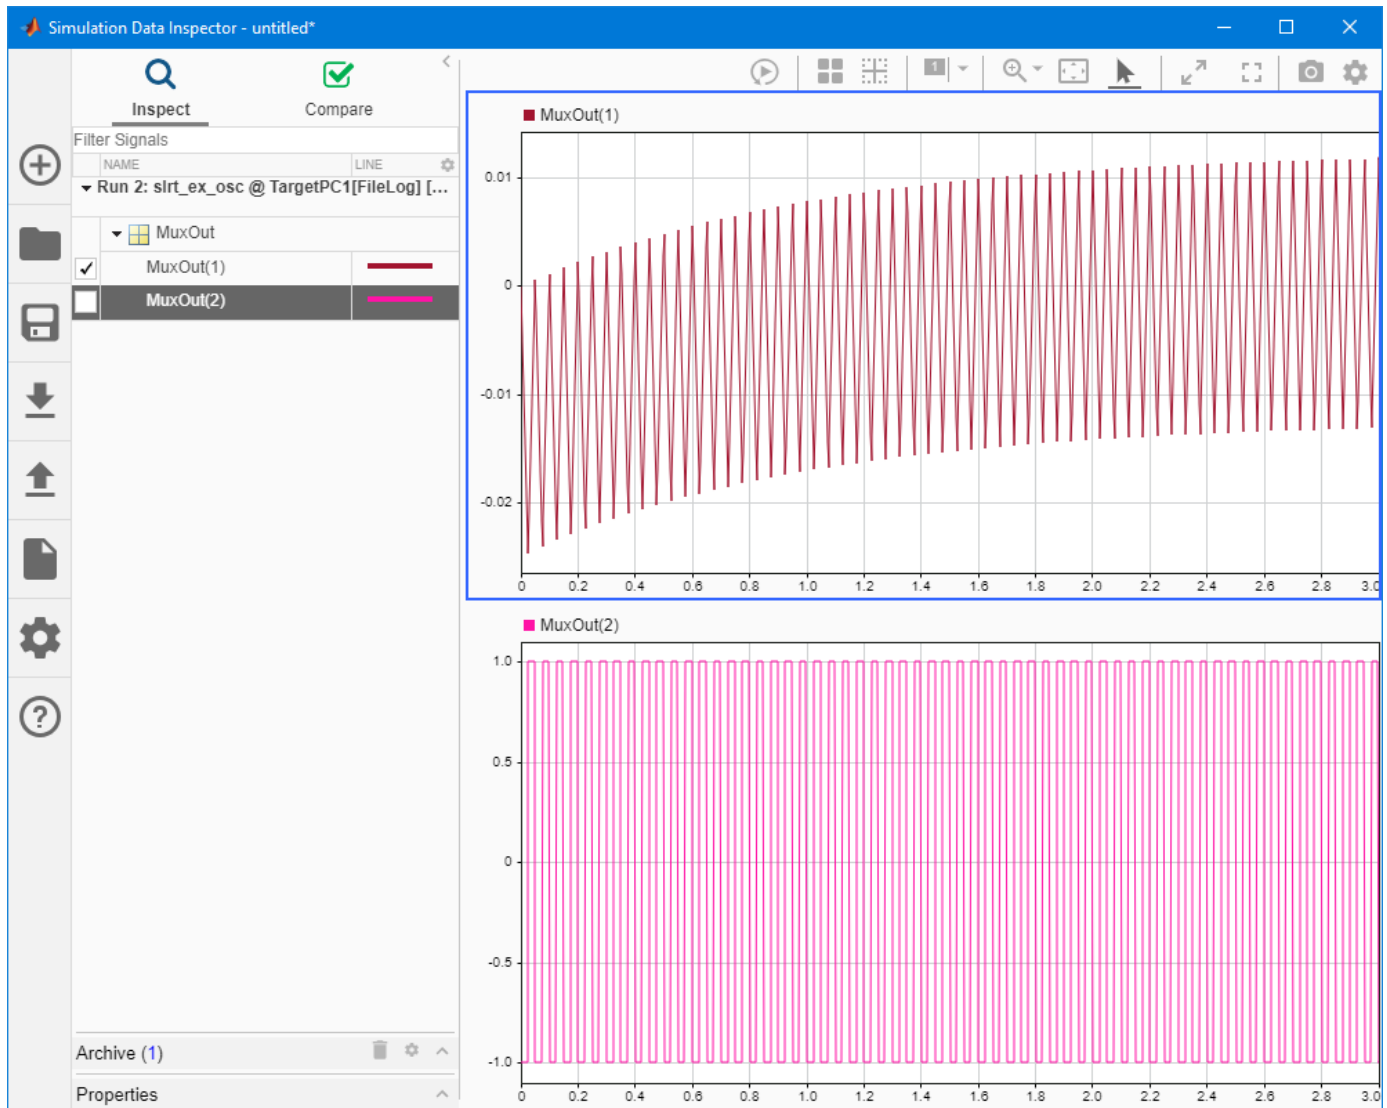 Simulation Data Inspector - untitled*
Inspect
Compare
Filter Signals
NAME
LINE
Run 2: slrt_ex_osc @ TargetPC1[FileLog] [...
MuxOut
MuxOut(1)
MuxOut(2)
Archive (1)
Properties
1
MuxOut(1)
0.01
0
-0.01
-0.02
0 0.2 0.4 0.6 0.8 1.0 1.2 1.4 1.6 1.8 2.0 2.2 2.4 2.6 2.8 3.0
MuxOut(2)
1.0
0.5
0
-0.5
-1.0
0 0.2 0.4 0.6 0.8 1.0 1.2 1.4 1.6 1.8 2.0 2.2 2.4 2.6 2.8 3.0